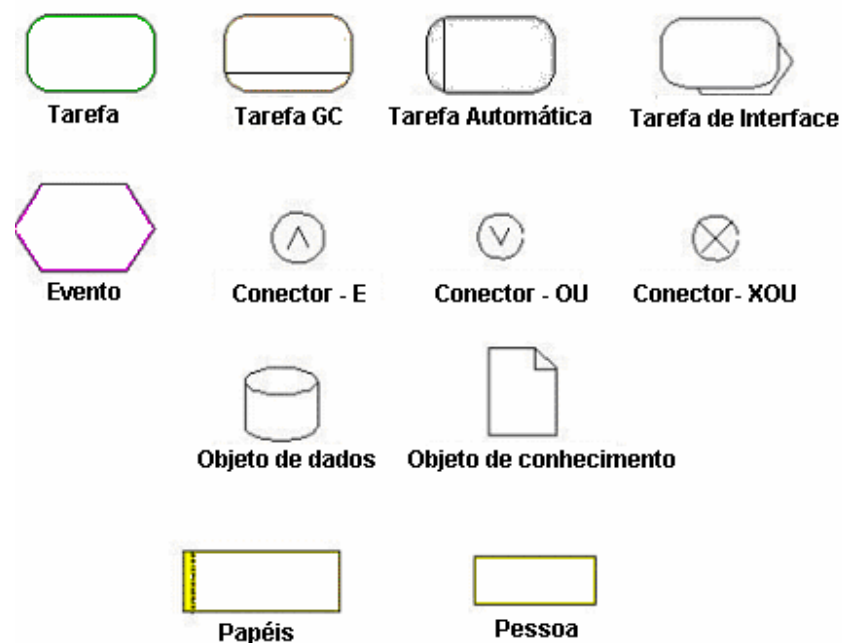 Tarefa
Tarefa GC
Tarefa Automática
Tarefa de Interface
Evento
Conector - E
Conector - OU
Conector- XOU
Objeto de dados
Objeto de conhecimento
Papéis
Pessoa